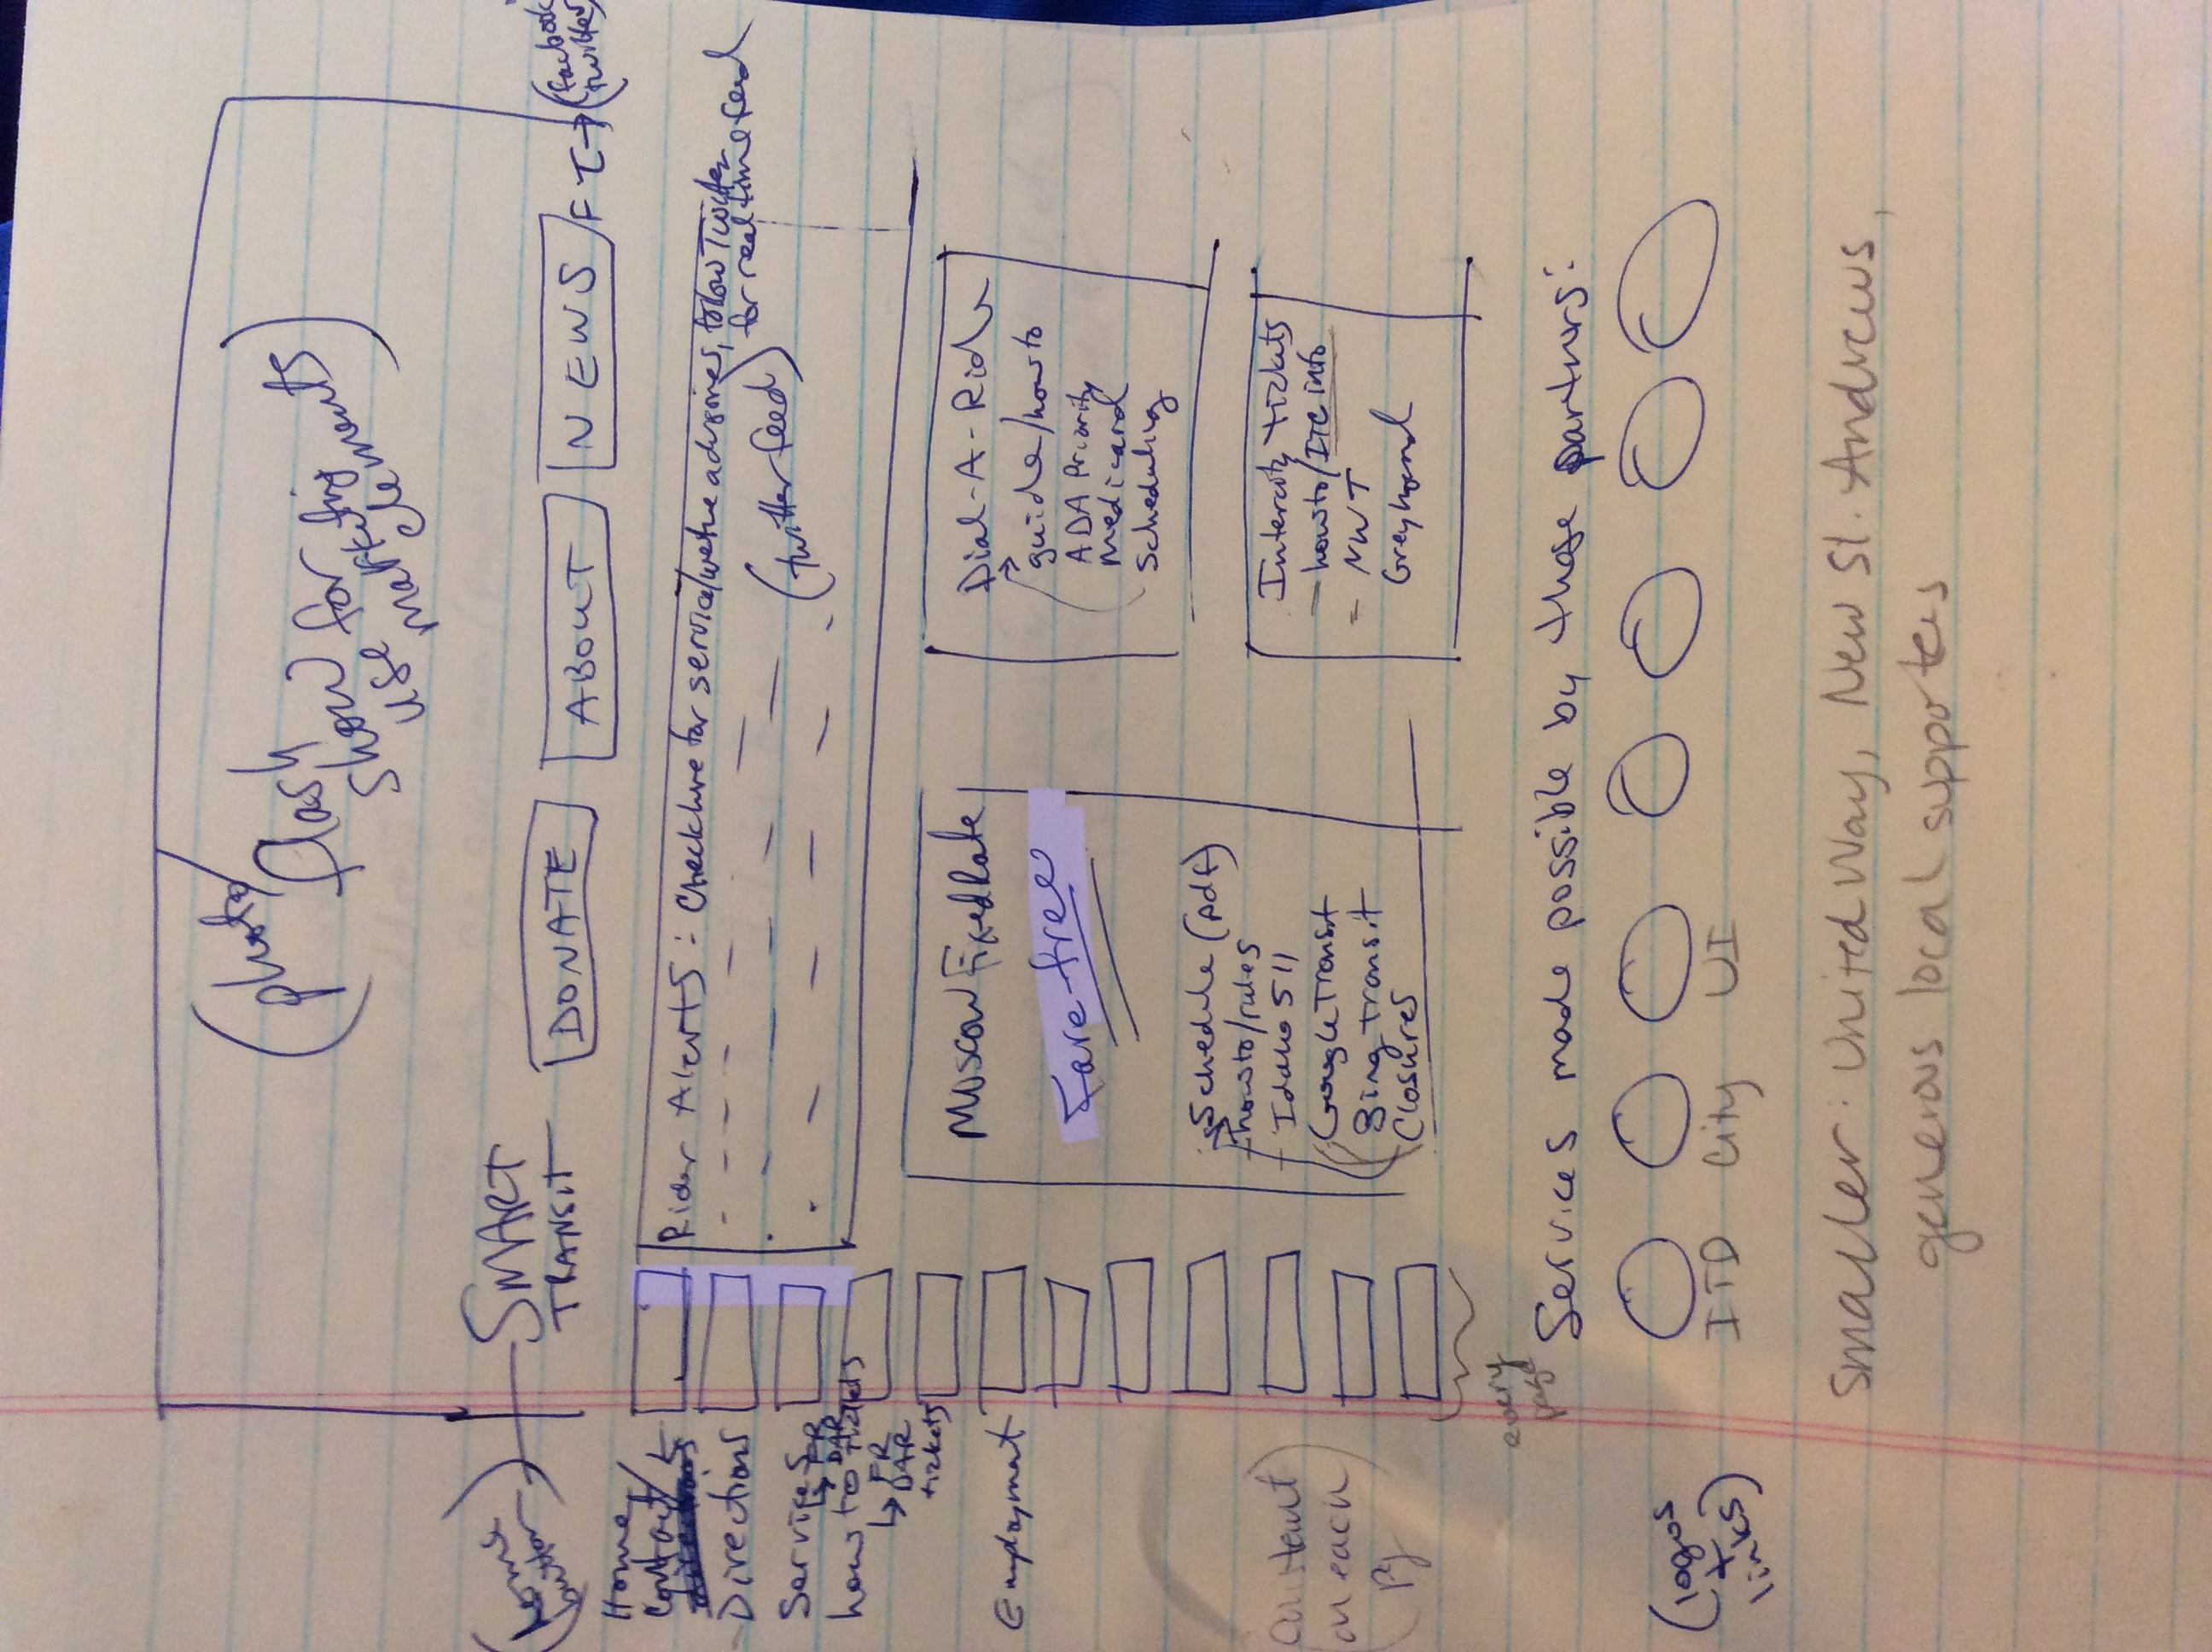 (photo/
flash
show
use for
marketing
elements)
(home
button)
SMART
TRANSIT
DONATE
ABOUT
NEWS
F T → (facbook
twitter)
Home/
Contact/
Directions
Services
↳ FR
DAR
how to tickets
↳ FR
DAR
tickets
Employment
Rider Alerts: Check here for service/ advisories, follow Twitter
for real time feed
(twitter feed)
Moscow Fixed Rate
Fare-free
Schedule (pdf)
how to/rules
- Idaho 511
Google Transit
Bing Transit
Closures
Dial-A-Ride
guide/how to
ADA Priority
Medicaid
Scheduling
Intercity tickets
- how to/ITC info
- NWT
Greyhound
(constant
on each
pg)
every
page
Services made possible by these partners:
(logos
+
links)
ITD City UI
smaller: United Way, New St. Andrews,
generous local supporters